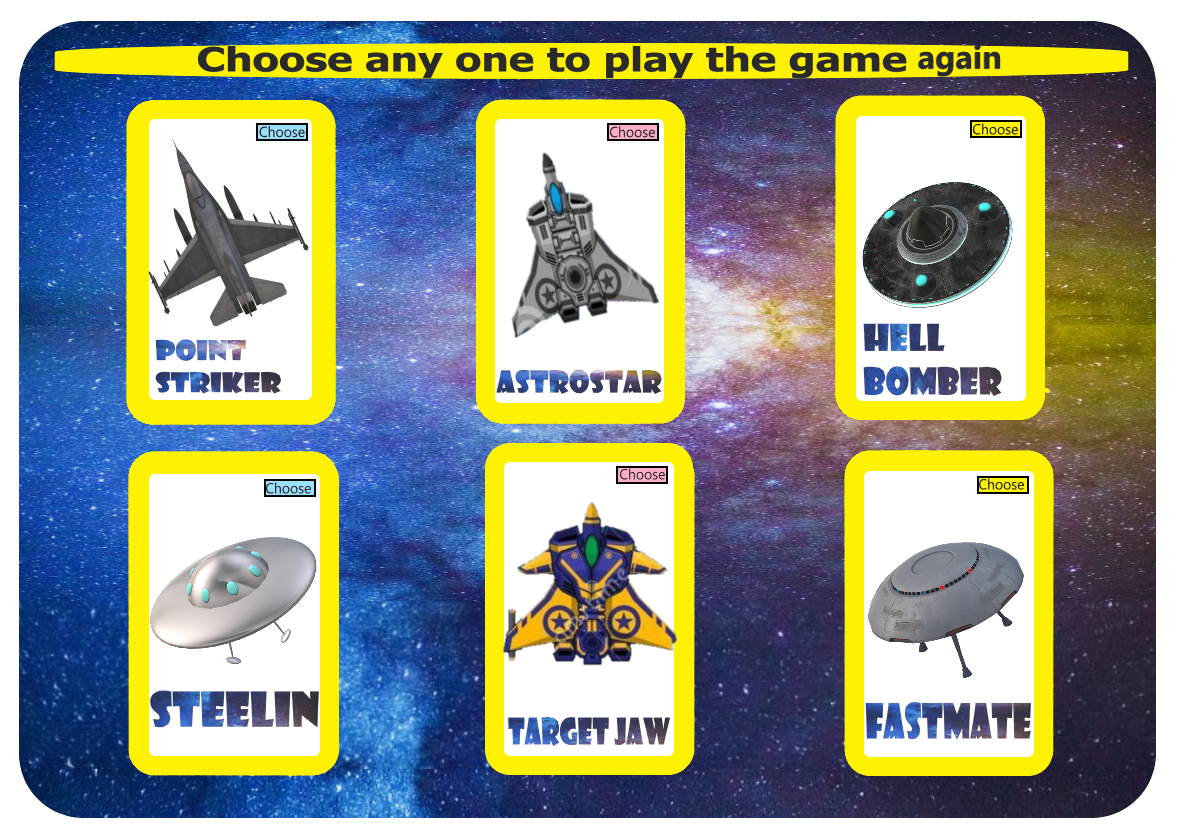 Choose any one to play the game again
Choose
POINT
STRIKER
Choose
ASTROSTAR
Choose
HELL
BOMBER
Choose
STEELIN
Choose
TARGET JAW
Choose
FASTMATE